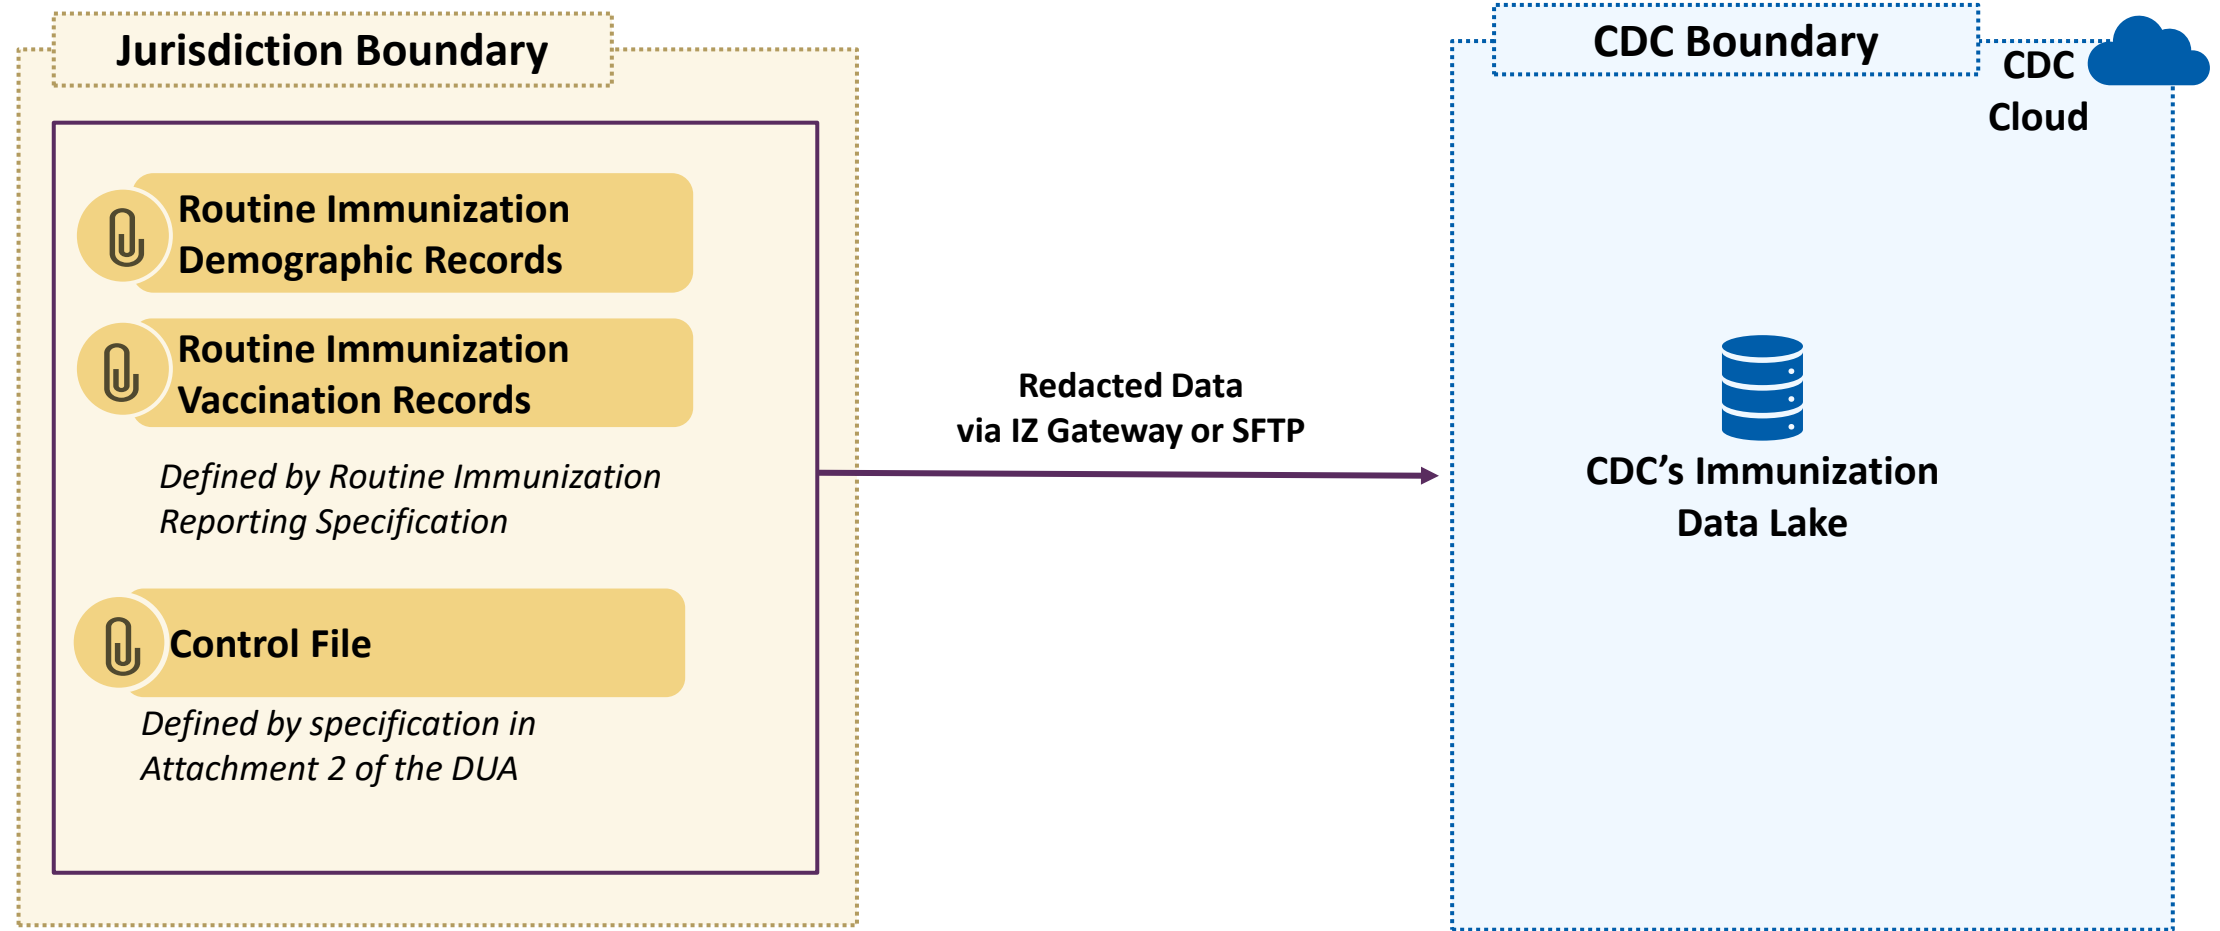 Jurisdiction Boundary
Routine Immunization
Demographic Records
Routine Immunization
Vaccination Records
Defined by Routine Immunization
Reporting Specification
Control File
Defined by specification in
Attachment 2 of the DUA
Redacted Data
via IZ Gateway or SFTP
CDC Boundary
CDC
Cloud
CDC’s Immunization
Data Lake